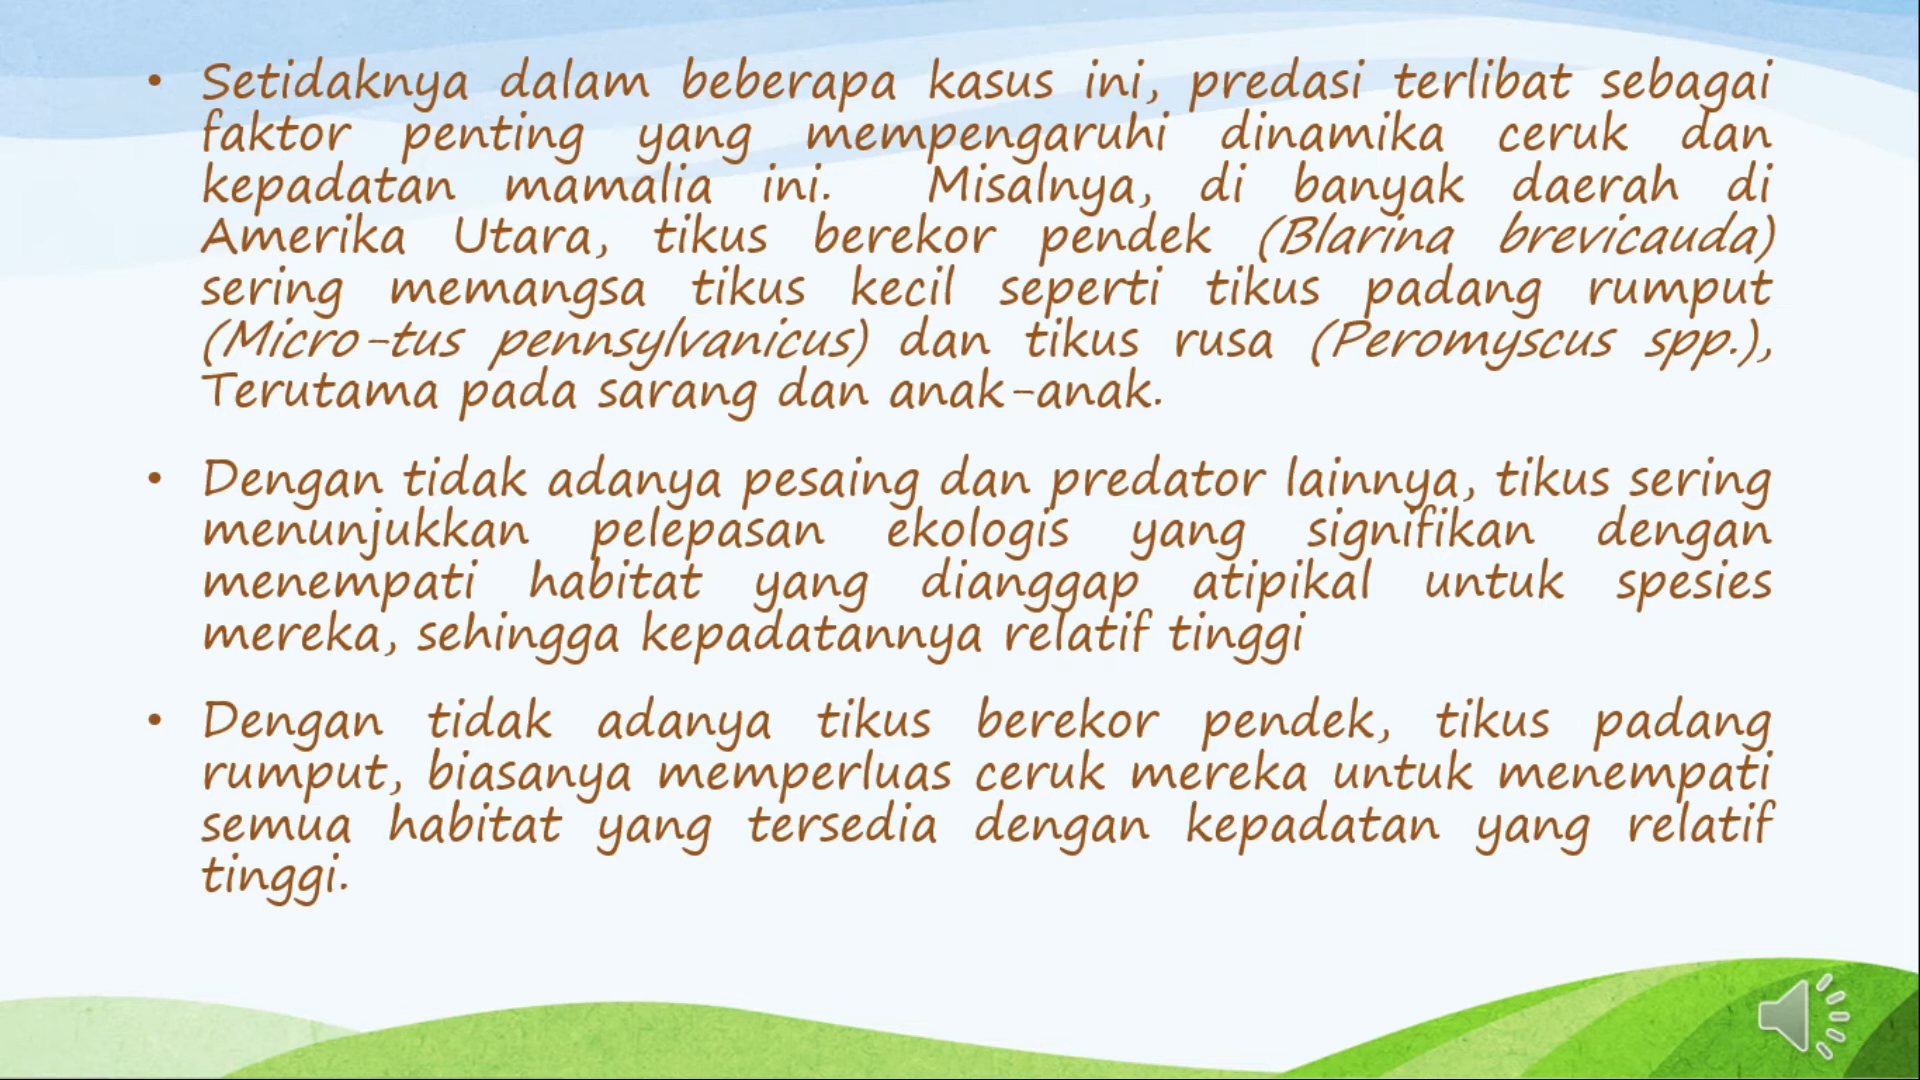 • Setidaknya dalam beberapa kasus ini, predasi terlibat sebagai
faktor penting yang mempengaruhi dinamika ceruk dan
kepadatan mamalia ini. Misalnya, di banyak daerah di
Amerika Utara, tikus berekor pendek (Blarina brevicauda)
sering memangsa tikus kecil seperti tikus padang rumput
(Micro-tus pennsylvanicus) dan tikus rusa (Peromyscus spp.),
Terutama pada sarang dan anak-anak.
• Dengan tidak adanya pesaing dan predator lainnya, tikus sering
menunjukkan pelepasan ekologis yang signifikan dengan
menempati habitat yang dianggap atipikal untuk spesies
mereka, sehingga kepadatannya relatif tinggi
• Dengan tidak adanya tikus berekor pendek, tikus padang
rumput, biasanya memperluas ceruk mereka untuk menempati
semua habitat yang tersedia dengan kepadatan yang relatif
tinggi.